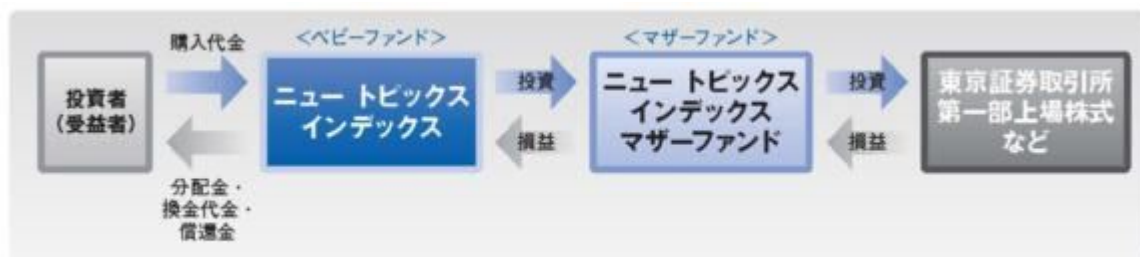 購入代金
<ベビーファンド>
<マザーファンド>
投資者
(受益者)
ニュー トピックス
インデックス
投資
損益
ニュー トピックス
インデックス
マザーファンド
投資
損益
東京証券取引所
第一部上場株式
など
分配金・
換金代金・
償還金